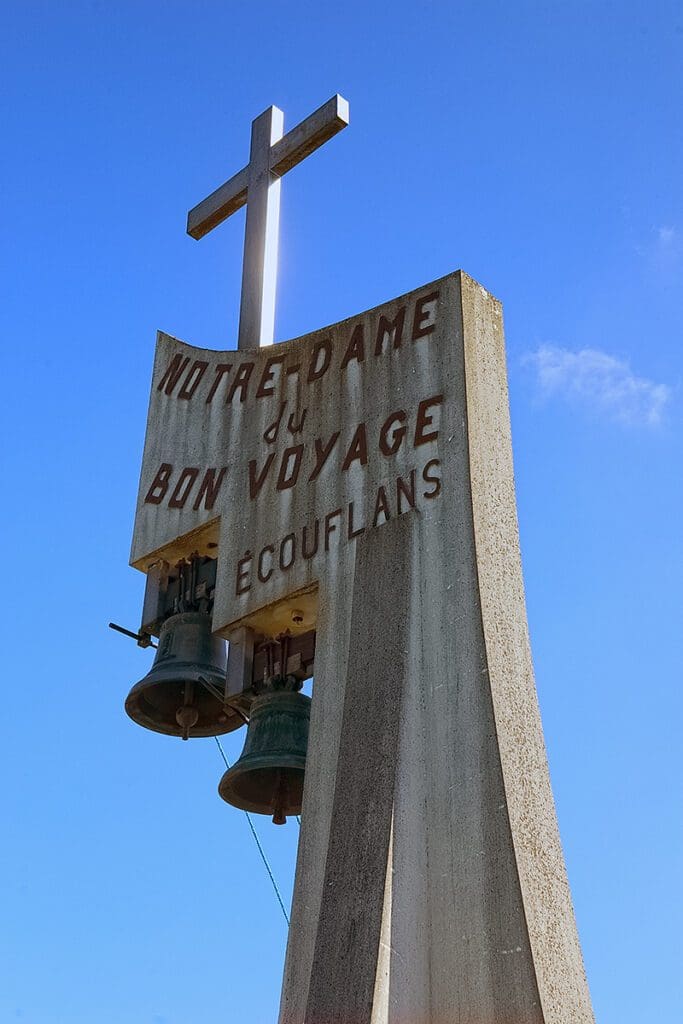 NOTRE-DAME
du
BON VOYAGE
ÉCOUFLANS